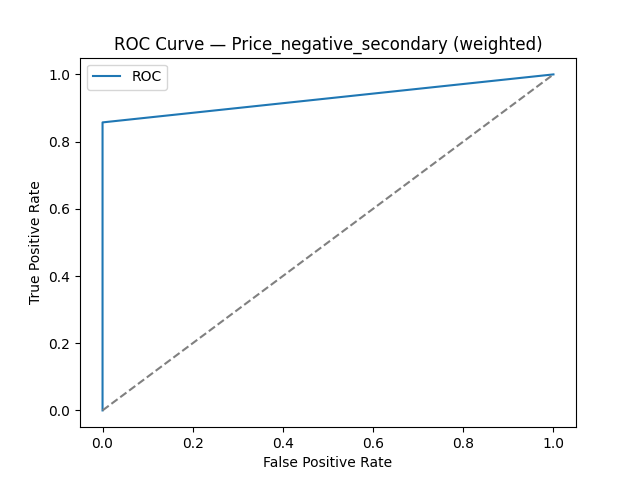 ROC Curve — Price_negative_secondary (weighted)
ROC
1.0
0.8
0.6
0.4
0.2
0.0
True Positive Rate
0.0 0.2 0.4 0.6 0.8 1.0
False Positive Rate